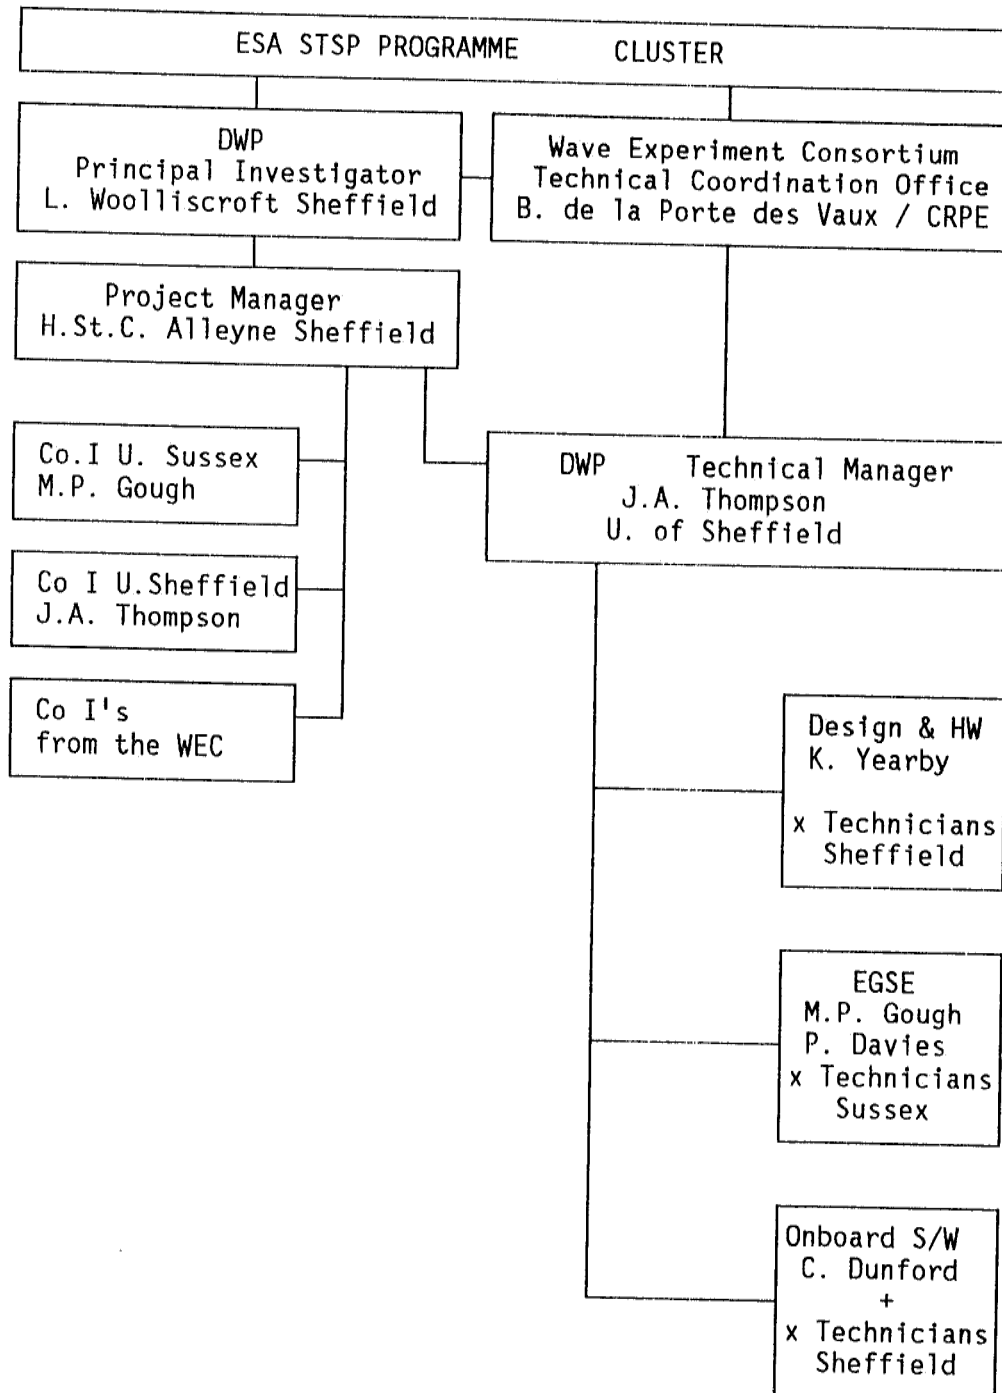 ESA STSP PROGRAMME CLUSTER
DWP
Principal Investigator
L. Woolliscroft Sheffield
Wave Experiment Consortium
Technical Coordination Office
B. de la Porte des Vaux / CRPE
Project Manager
H.St.C. Alleyne Sheffield
Co.I U. Sussex
M.P. Gough
DWP Technical Manager
J.A. Thompson
U. of Sheffield
Co I U.Sheffield
J.A. Thompson
Co I's
from the WEC
Design & HW
K. Yearby
x Technicians
Sheffield
EGSE
M.P. Gough
P. Davies
x Technicians
Sussex
Onboard S/W
C. Dunford
+
x Technicians
Sheffield